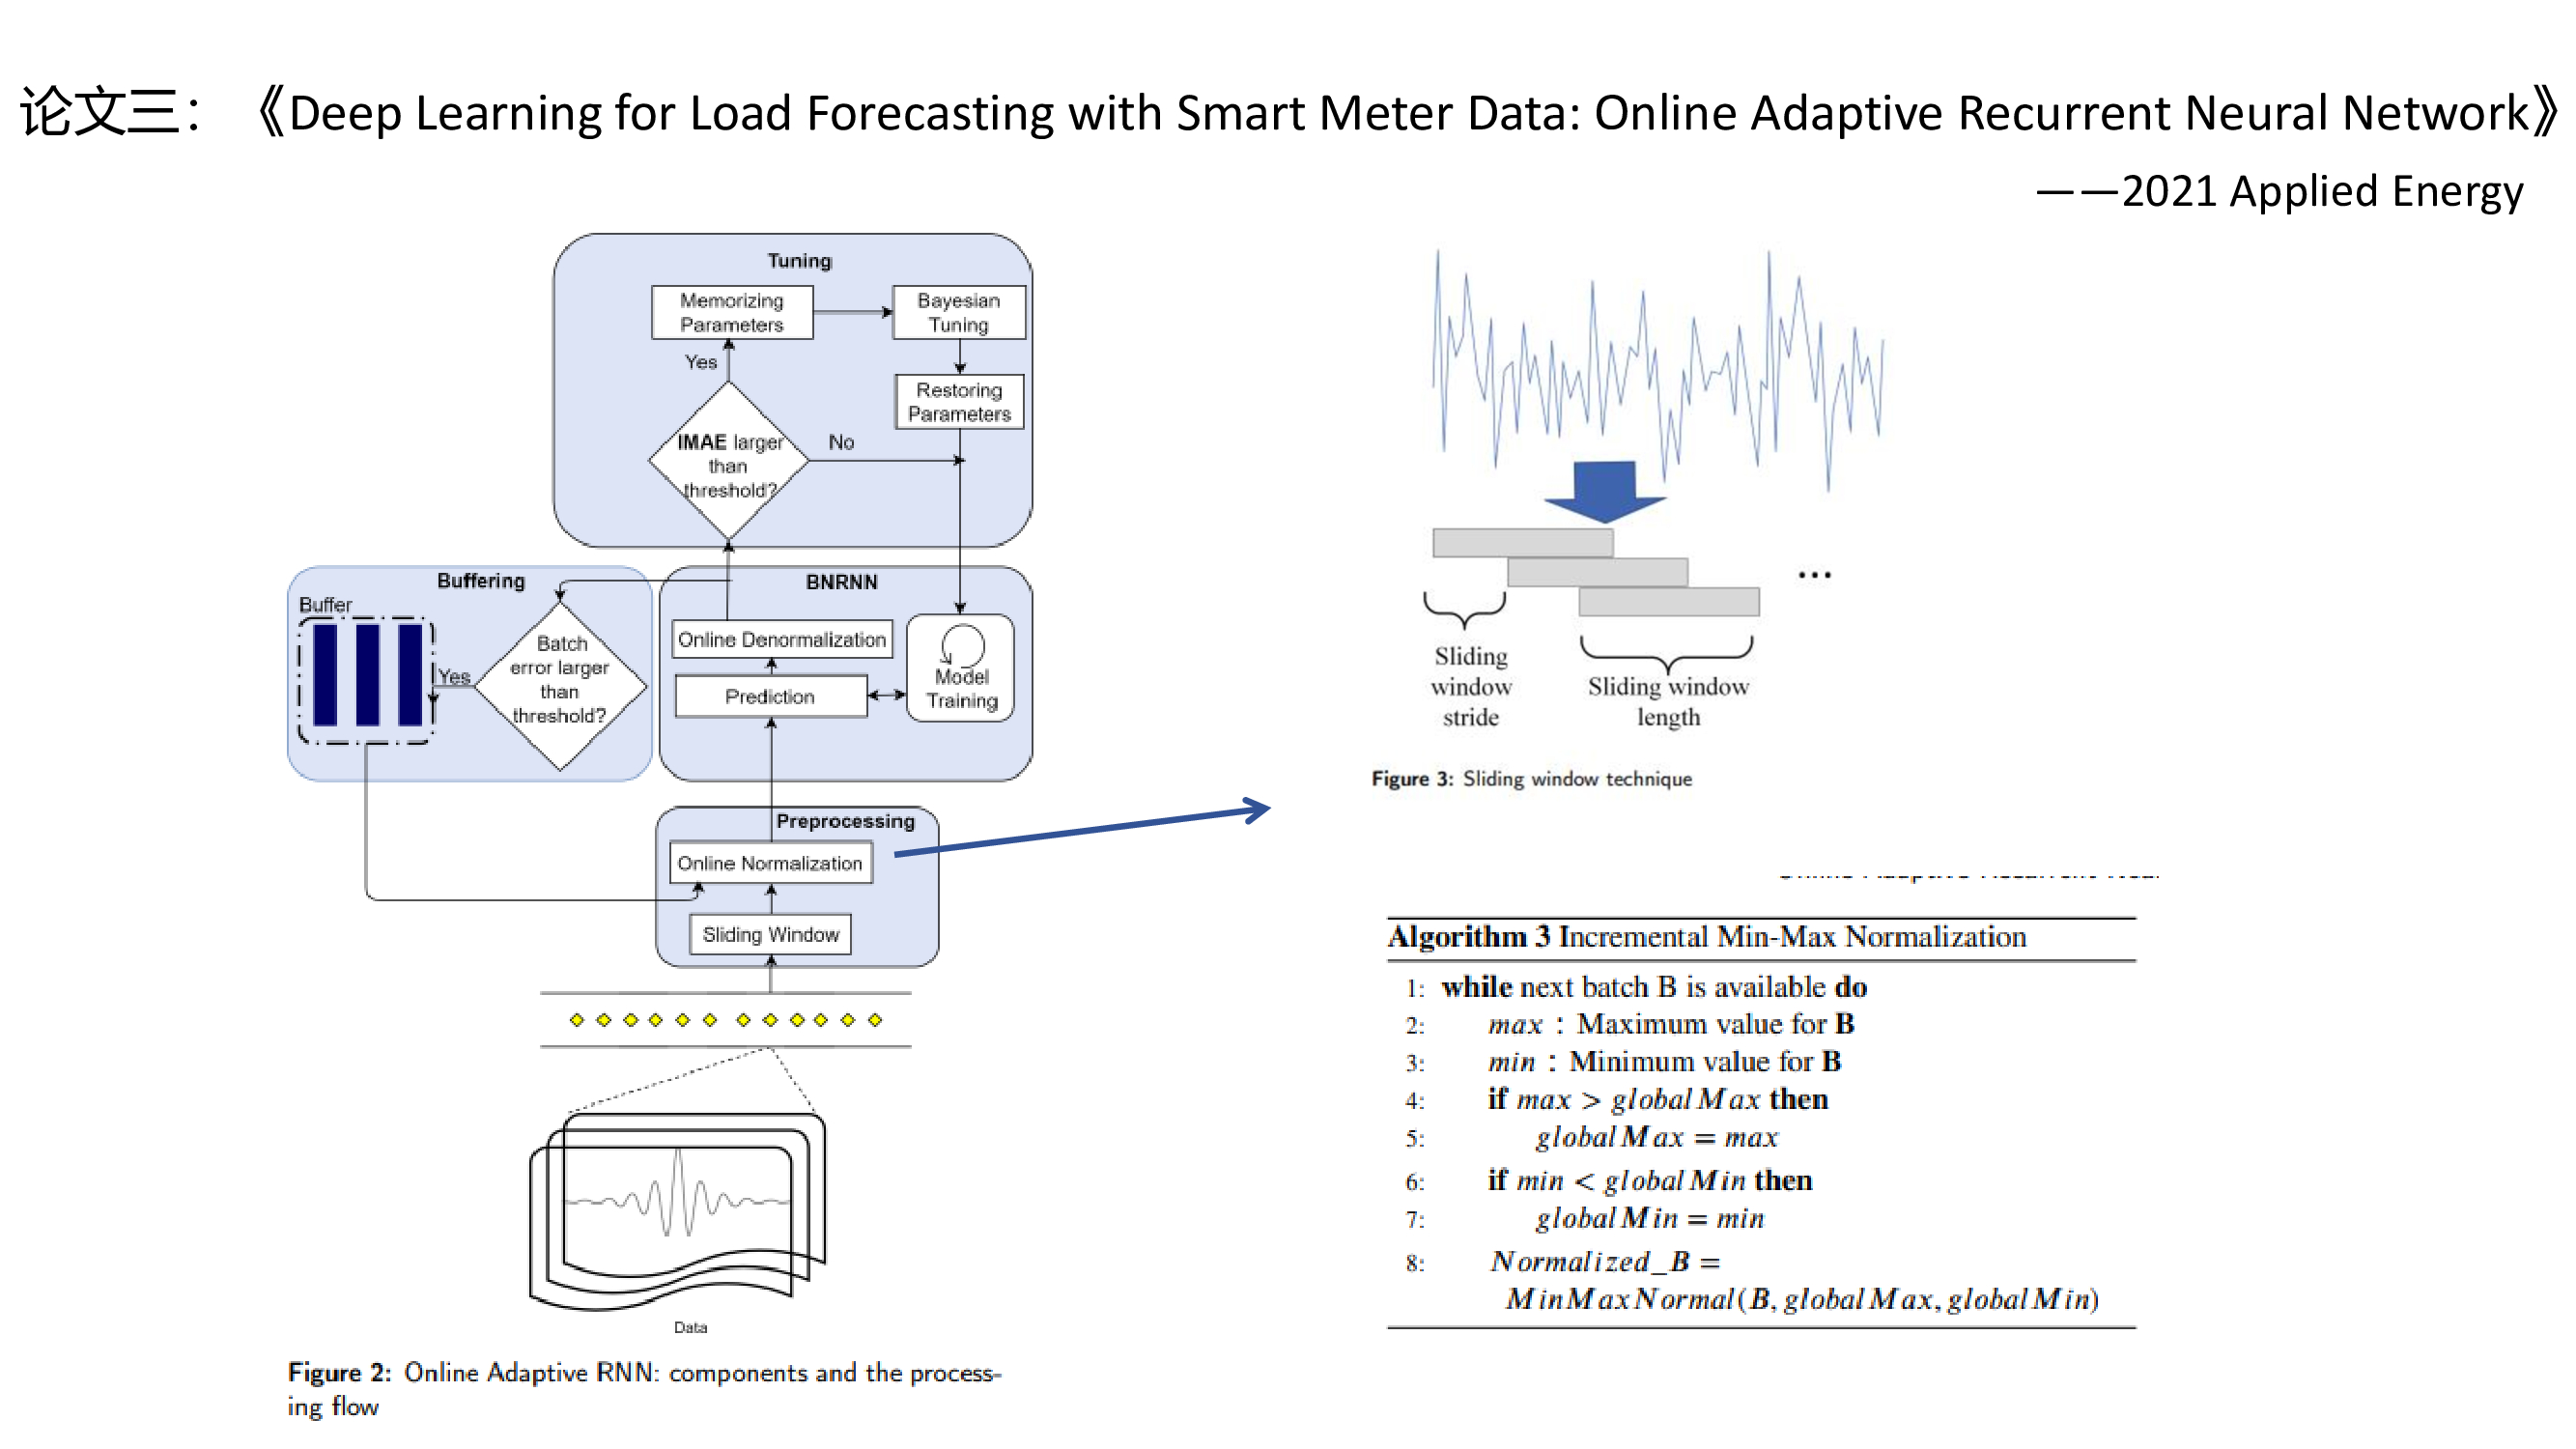 论文三：《Deep Learning for Load Forecasting with Smart Meter Data: Online Adaptive Recurrent Neural Network》
——2021 Applied Energy
Tuning
Memorizing
Parameters
Bayesian
Tuning
Yes
Restoring
Parameters
IMAE larger
than
threshold?
No
Buffering
Buffer
Batch
error larger
than
threshold?
Yes
BNRNN
Online Denormalization
Prediction
Model
Training
Preprocessing
Online Normalization
Sliding Window
Data
Figure 2: Online Adaptive RNN: components and the process-
ing flow
...
Sliding
window
stride
Sliding window
length
Figure 3: Sliding window technique
Algorithm 3 Incremental Min-Max Normalization
1: while next batch B is available do
2: max : Maximum value for B
3: min : Minimum value for B
4: if max > globalMax then
5: globalMax = max
6: if min < globalMin then
7: globalMin = min
8: Normalized_B =
MinMaxNormal(B, globalMax, globalMin)